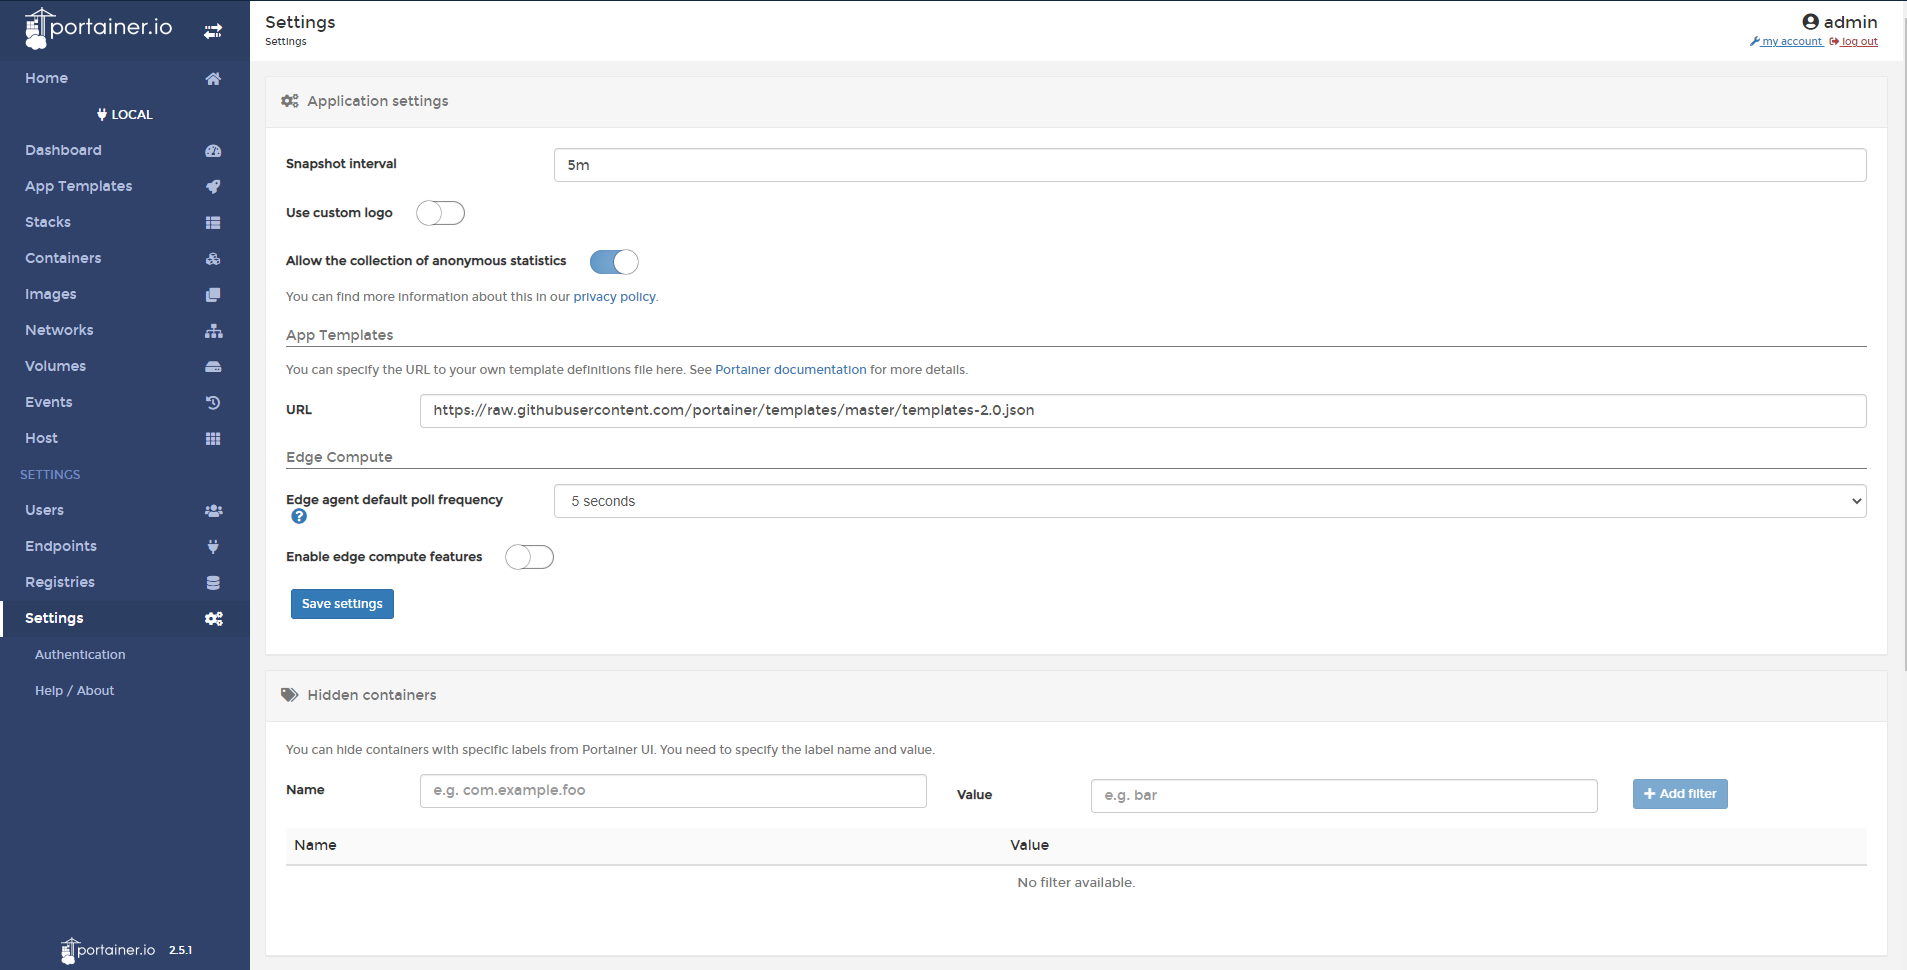 portainer.io
Home
LOCAL
Dashboard
App Templates
Stacks
Containers
Images
Networks
Volumes
Events
Host
SETTINGS
Users
Endpoints
Registries
Settings
Authentication
Help / About
portainer.io 2.5.1
Settings
Settings
admin
my account log out
Application settings
Snapshot interval 5m
Use custom logo
Allow the collection of anonymous statistics
You can find more information about this in our privacy policy.
App Templates
You can specify the URL to your own template definitions file here. See Portainer documentation for more details.
URL https://raw.githubusercontent.com/portainer/templates/master/templates-2.0.json
Edge Compute
Edge agent default poll frequency 5 seconds
?
Enable edge compute features
Save settings
Hidden containers
You can hide containers with specific labels from Portainer UI. You need to specify the label name and value.
Name e.g. com.example.foo Value e.g. bar + Add filter
Name Value
No filter available.